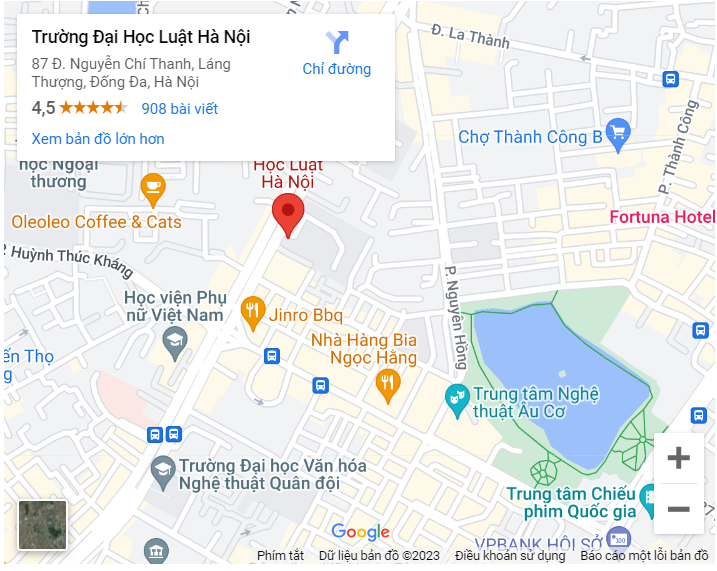 Trường Đại Học Luật Hà Nội
87 Đ. Nguyễn Chí Thanh, Láng
Thượng, Đống Đa, Hà Nội
4,5
908 bài viết
Xem bản đồ lớn hơn
Chỉ đường
Đ. La Thành
Chợ Thành Công B
P. Thành Công
học Ngoại
thương
Học Luật
Hà Nội
Oleoleo Coffee & Cats
Fortuna Hotel
P. Huỳnh Thúc Kháng
P. Nguyên Hồng
Học viện Phụ
nữ Việt Nam
Jinro Bbq
Nhà Hàng Bia
Ngọc Hằng
Trung tâm Nghệ
thuật Âu Cơ
Trường Đại học Văn hóa
Nghệ thuật Quân đội
Trung tâm Chiếu
phim Quốc gia
VPBANK HỘI SỞ
Google
Phím tắt
Dữ liệu bản đồ ©2023
Điều khoản sử dụng
Báo cáo một lỗi bản đồ